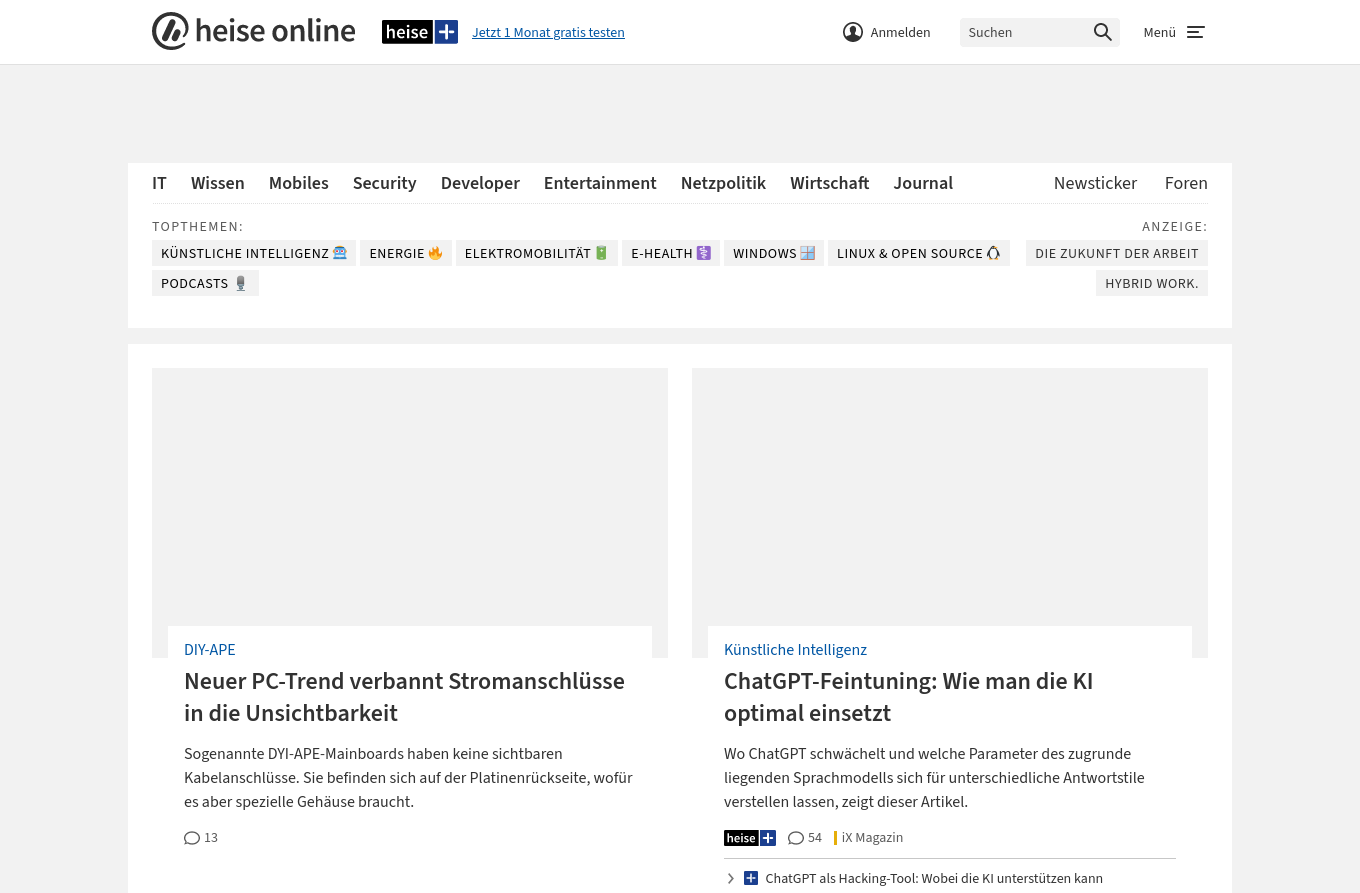 heise online
heise+ Jetzt 1 Monat gratis testen
Anmelden
Suchen
Menü
IT Wissen Mobiles Security Developer Entertainment Netzpolitik Wirtschaft Journal Newsticker Foren
TOPTHEMEN:
KÜNSTLICHE INTELLIGENZ ENERGIE ELEKTROMOBILITÄT E-HEALTH WINDOWS LINUX & OPEN SOURCE
PODCASTS
ANZEIGE:
DIE ZUKUNFT DER ARBEIT
HYBRID WORK.
DIY-APE
Neuer PC-Trend verbannt Stromanschlüsse
in die Unsichtbarkeit
Sogenannte DYI-APE-Mainboards haben keine sichtbaren
Kabelanschlüsse. Sie befinden sich auf der Platinenrückseite, wofür
es aber spezielle Gehäuse braucht.
13
Künstliche Intelligenz
ChatGPT-Feintuning: Wie man die KI
optimal einsetzt
Wo ChatGPT schwächelt und welche Parameter des zugrunde
liegenden Sprachmodells sich für unterschiedliche Antwortstile
verstellen lassen, zeigt dieser Artikel.
heise+ 54 iX Magazin
ChatGPT als Hacking-Tool: Wobei die KI unterstützen kann